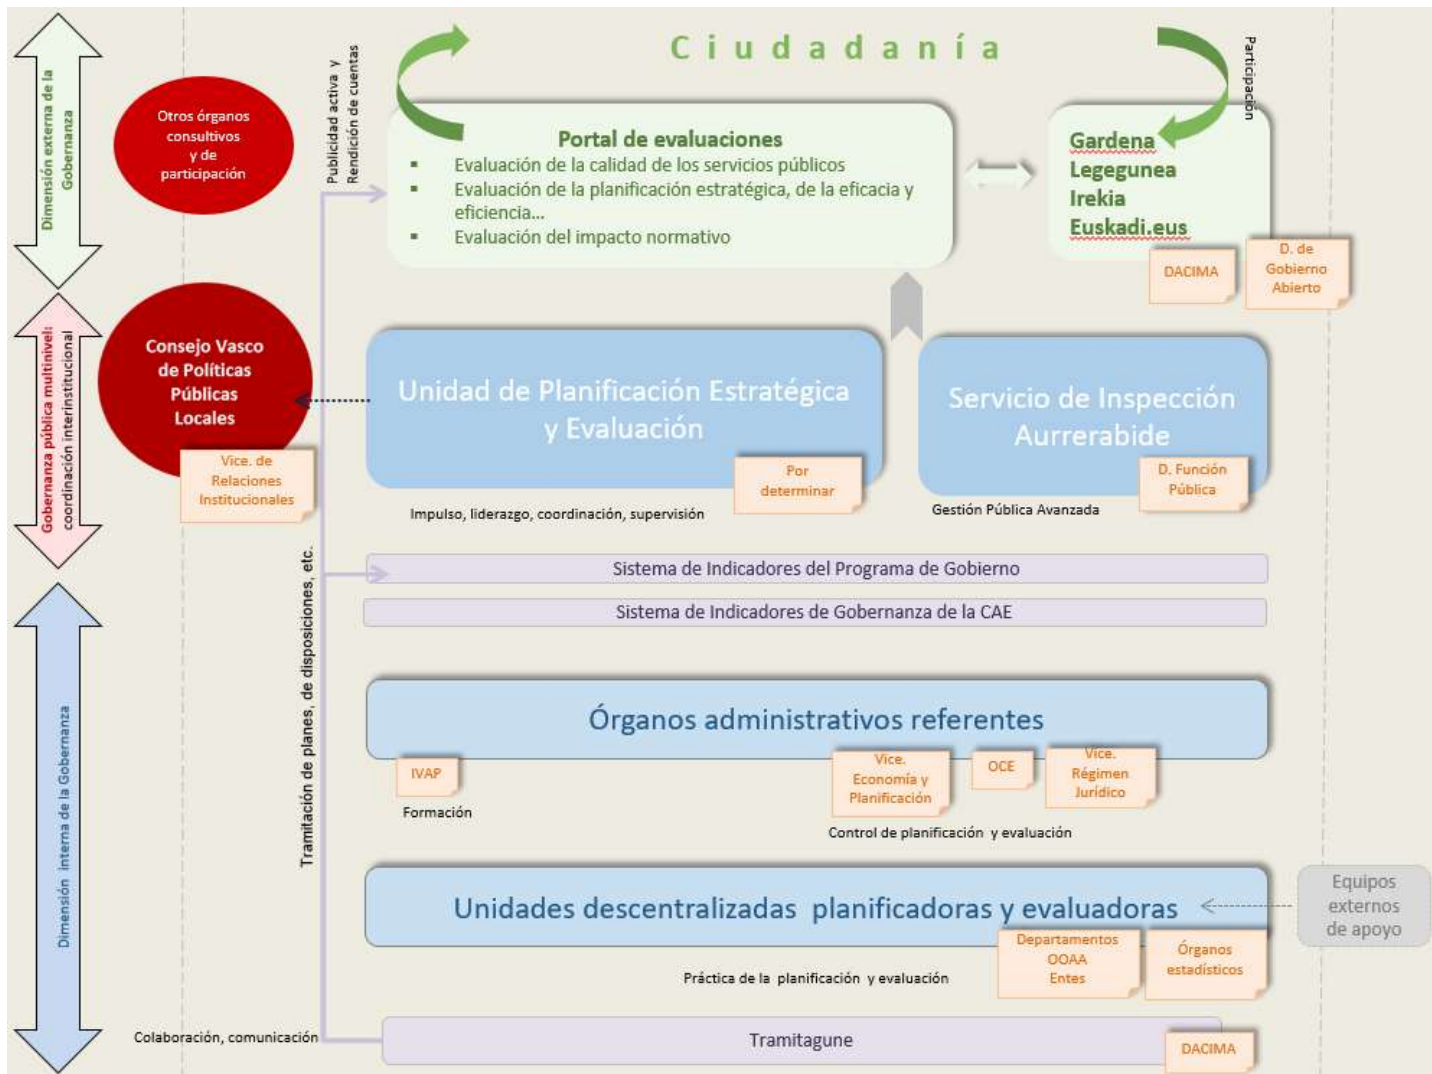 Ciudadanía
Publicidad activa y
Rendición de cuentas
Participación
Dimensión externa de la
Gobernanza
Otros órganos
consultivos
y de
participación
Portal de evaluaciones
▪ Evaluación de la calidad de los servicios públicos
▪ Evaluación de la planificación estratégica, de la eficacia y
eficiencia...
▪ Evaluación del impacto normativo
Gardena
Legegunea
Irekia
Euskadi.eus
DACIMA
D. de
Gobierno
Abierto
Gobernanza pública multinivel:
coordinación interinstitucional
Consejo Vasco
de Políticas
Públicas
Locales
Vice. de
Relaciones
Institucionales
Unidad de Planificación Estratégica
y Evaluación
Por
determinar
Impulso, liderazgo, coordinación, supervisión
Servicio de Inspección
Aurrerabide
D. Función
Pública
Gestión Pública Avanzada
Sistema de Indicadores del Programa de Gobierno
Sistema de Indicadores de Gobernanza de la CAE
Dimensión interna de la Gobernanza
Tramitación de planes, de disposiciones, etc.
Órganos administrativos referentes
IVAP
Formación
Vice.
Economía y
Planificación
OCE
Vice.
Régimen
Jurídico
Control de planificación y evaluación
Unidades descentralizadas planificadoras y evaluadoras
Equipos
externos
de apoyo
Departamentos
OOAA
Entes
Órganos
estadísticos
Práctica de la planificación y evaluación
Colaboración, comunicación
Tramitagune
DACIMA